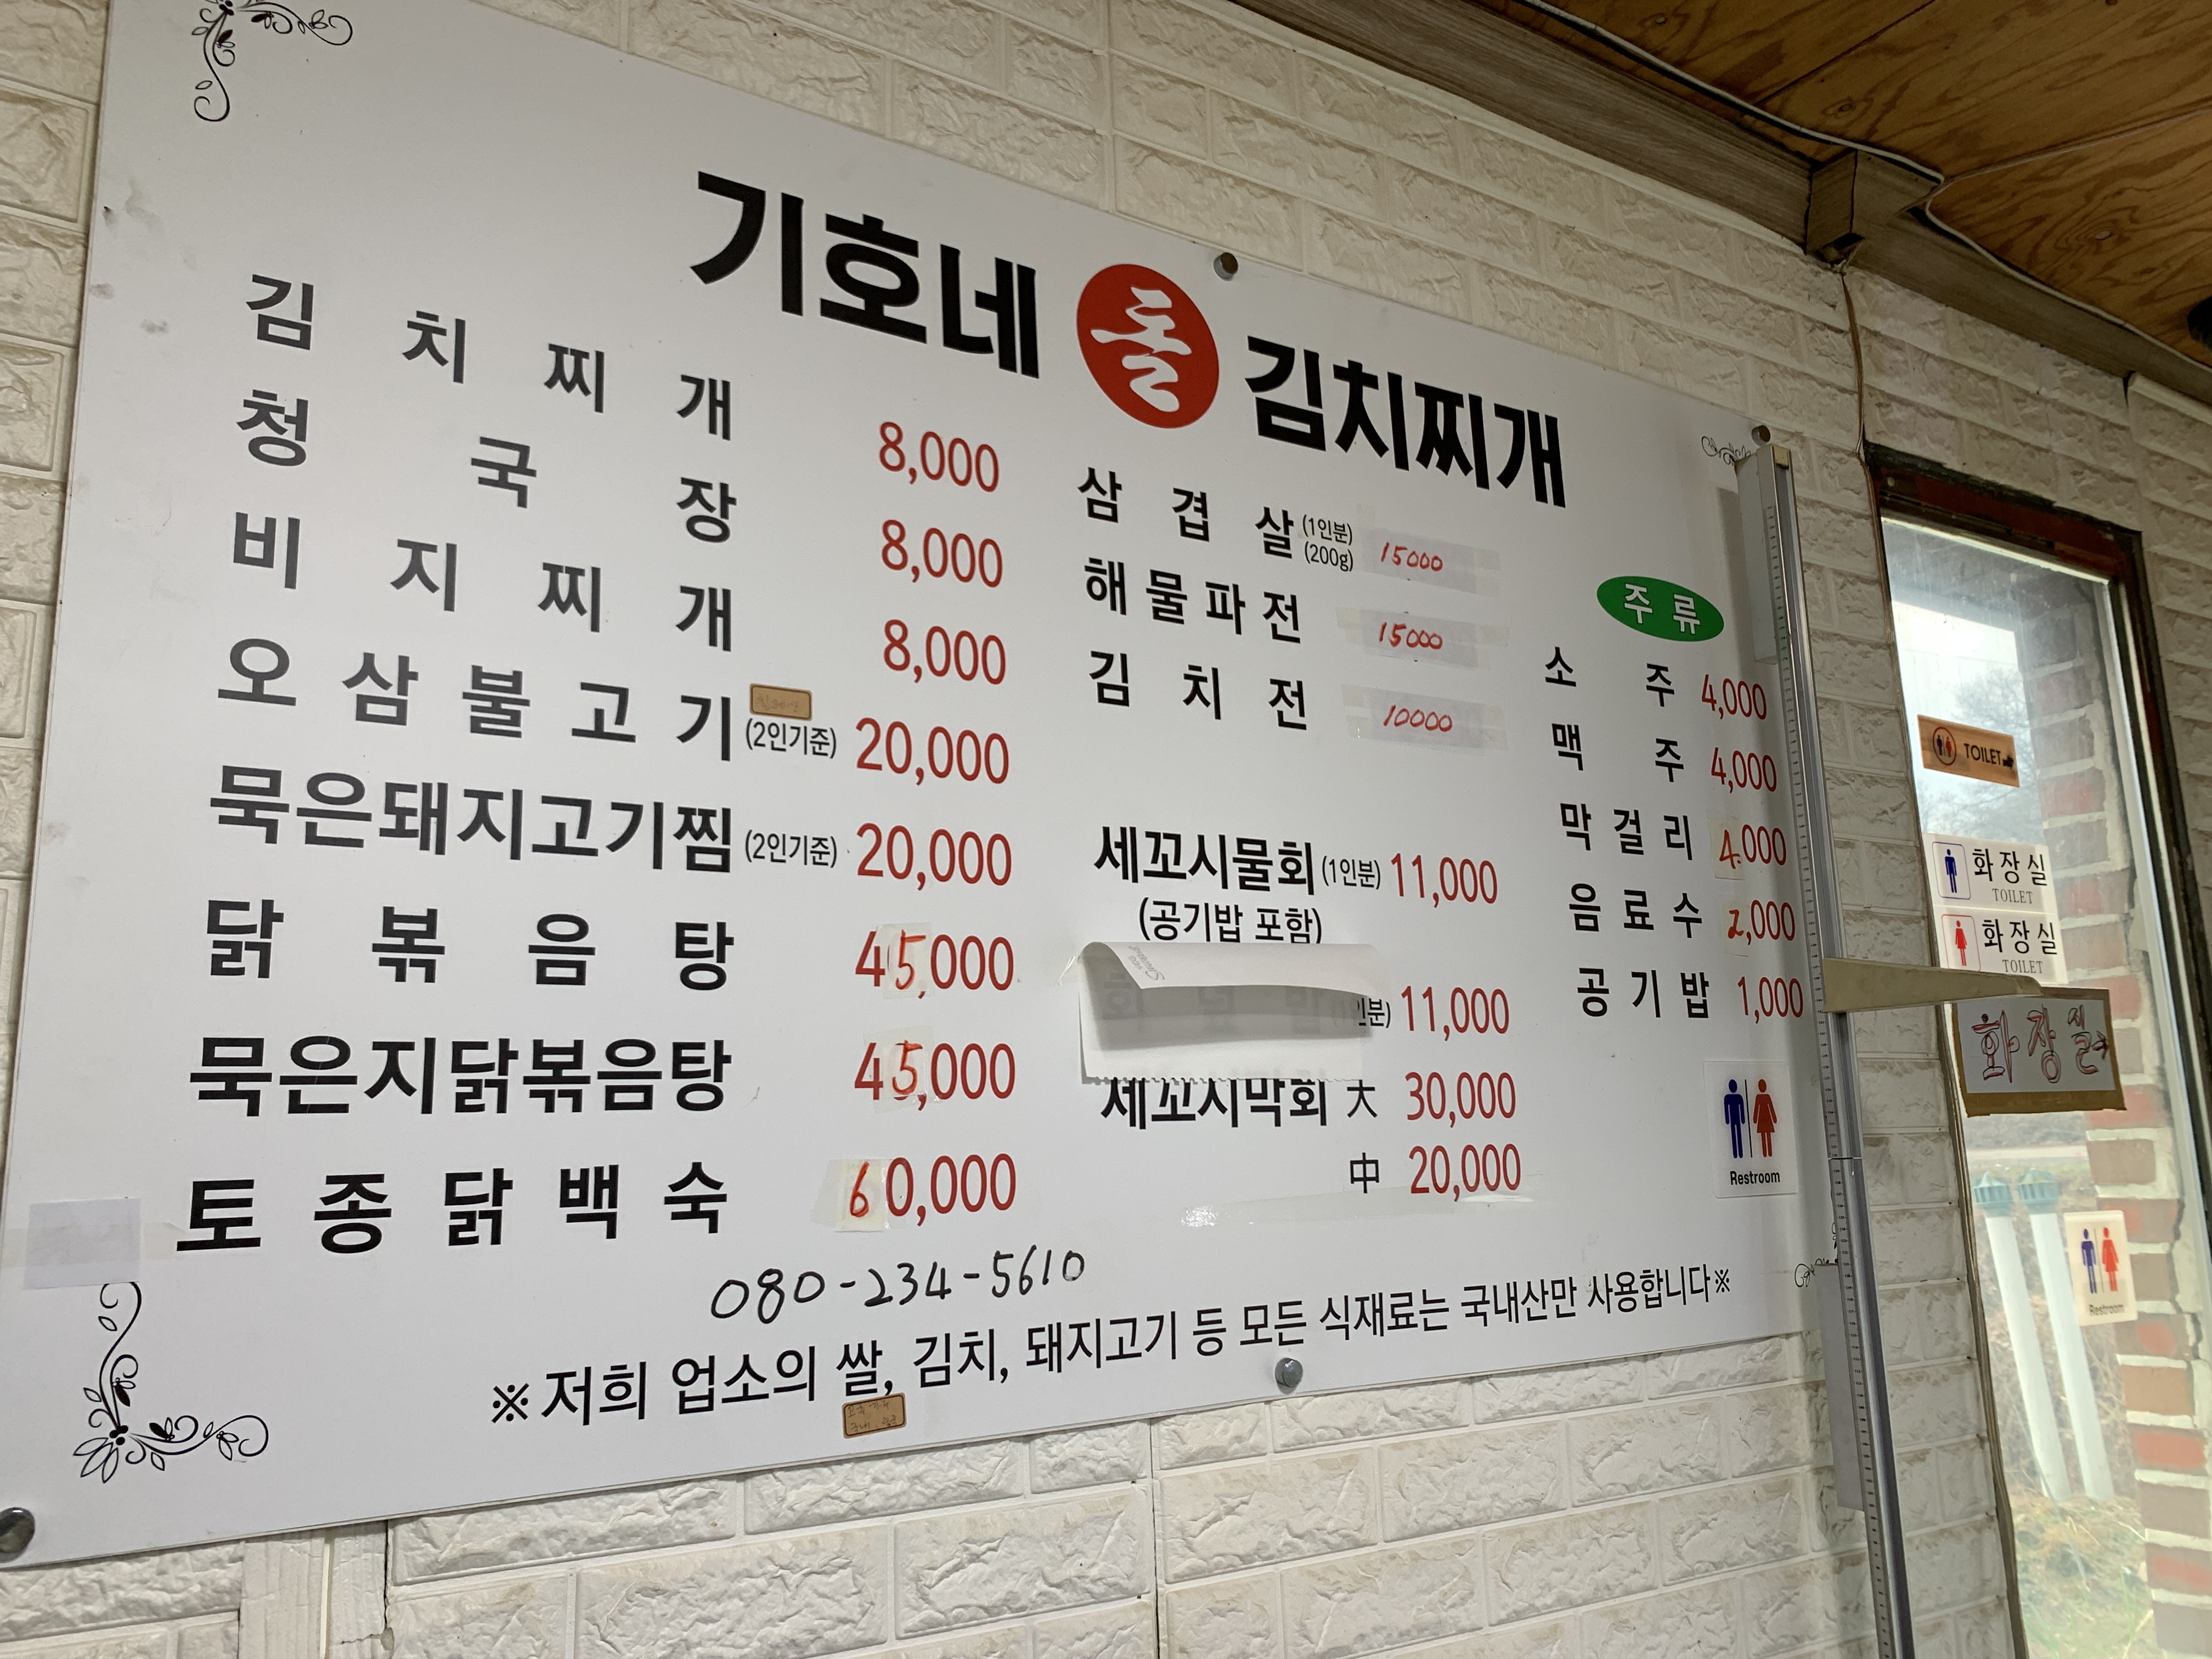 기호네 돌 김치찌개
김치찌개 8,000
청국장 8,000
비지찌개 8,000
오삼불고기 (2인기준) 20,000
묵은돼지고기찜 (2인기준) 20,000
닭볶음탕 45,000
묵은지닭볶음탕 45,000
토종닭백숙 60,000
삼겹살 (1인분) (200g) 15000
해물파전 15000
김치전 10000
세꼬시물회 (1인분) 11,000
(공기밥 포함)
11,000
세꼬시막회 大 30,000
中 20,000
주류
소주 4,000
맥주 4,000
막걸리 4,000
음료수 2,000
공기밥 1,000
Restroom
080-234-5610
※저희 업소의 쌀, 김치, 돼지고기 등 모든 식재료는 국내산만 사용합니다※
TOILET
화장실
TOILET
화장실
TOILET
화장실
Restroom